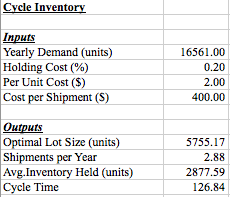 Cycle Inventory
Inputs
Yearly Demand (units) 16561.00
Holding Cost (%) 0.20
Per Unit Cost ($) 2.00
Cost per Shipment ($) 400.00
Outputs
Optimal Lot Size (units) 5755.17
Shipments per Year 2.88
Avg.Inventory Held (units) 2877.59
Cycle Time 126.84